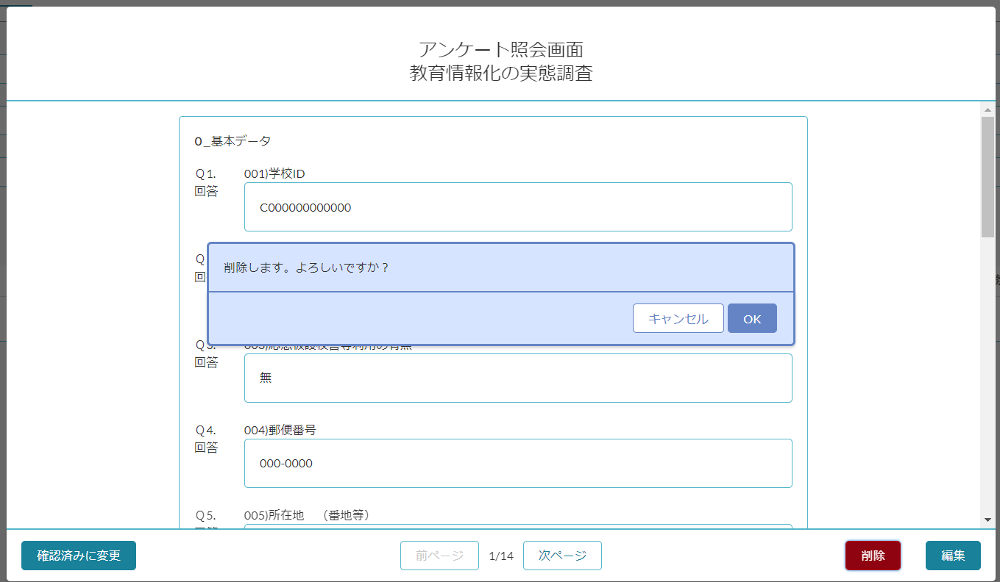 アンケート照会画面
教育情報化の実態調査
0_基本データ
Q1. 001)学校ID
回答
C000000000000
Q
回
削除します。よろしいですか？
キャンセル OK
回答
無
Q4. 004)郵便番号
回答
000-0000
Q5. 005)所在地 （番地等）
確認済みに変更 前ページ 1/14 次ページ 削除 編集